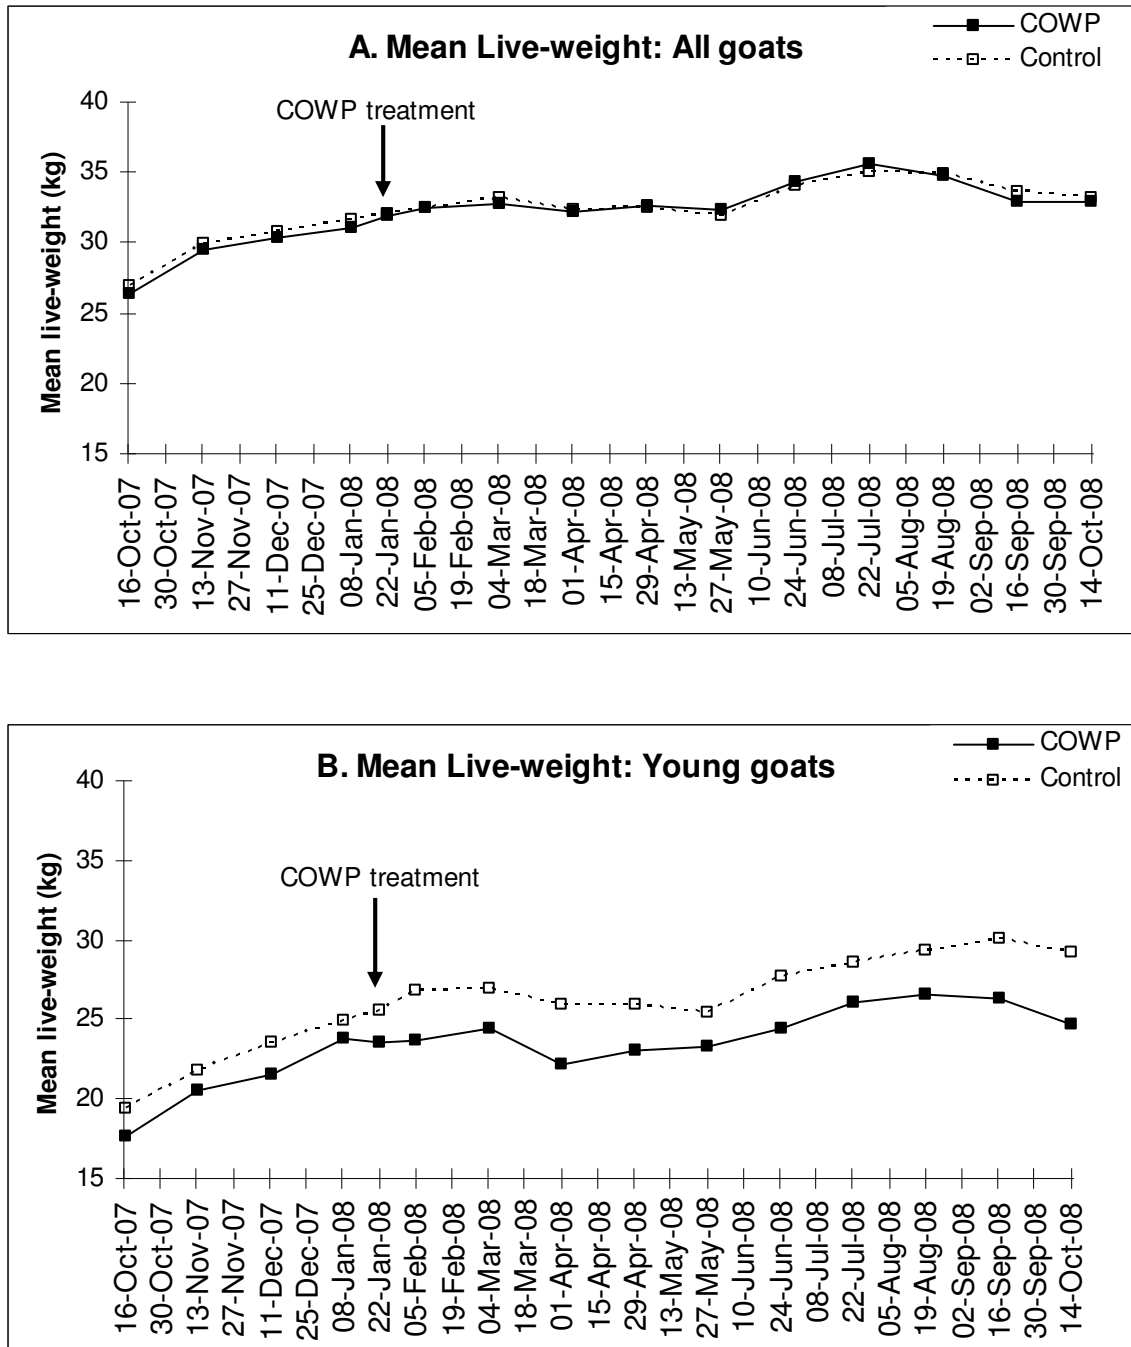 A. Mean Live-weight: All goats
COWP
Control
COWP treatment
Mean live-weight (kg)
40
35
30
25
20
15
16-Oct-07
30-Oct-07
13-Nov-07
27-Nov-07
11-Dec-07
25-Dec-07
08-Jan-08
22-Jan-08
05-Feb-08
19-Feb-08
04-Mar-08
18-Mar-08
01-Apr-08
15-Apr-08
29-Apr-08
13-May-08
27-May-08
10-Jun-08
24-Jun-08
08-Jul-08
22-Jul-08
05-Aug-08
19-Aug-08
02-Sep-08
16-Sep-08
30-Sep-08
14-Oct-08
B. Mean Live-weight: Young goats
COWP
Control
COWP treatment
Mean live-weight (kg)
40
35
30
25
20
15
16-Oct-07
30-Oct-07
13-Nov-07
27-Nov-07
11-Dec-07
25-Dec-07
08-Jan-08
22-Jan-08
05-Feb-08
19-Feb-08
04-Mar-08
18-Mar-08
01-Apr-08
15-Apr-08
29-Apr-08
13-May-08
27-May-08
10-Jun-08
24-Jun-08
08-Jul-08
22-Jul-08
05-Aug-08
19-Aug-08
02-Sep-08
16-Sep-08
30-Sep-08
14-Oct-08